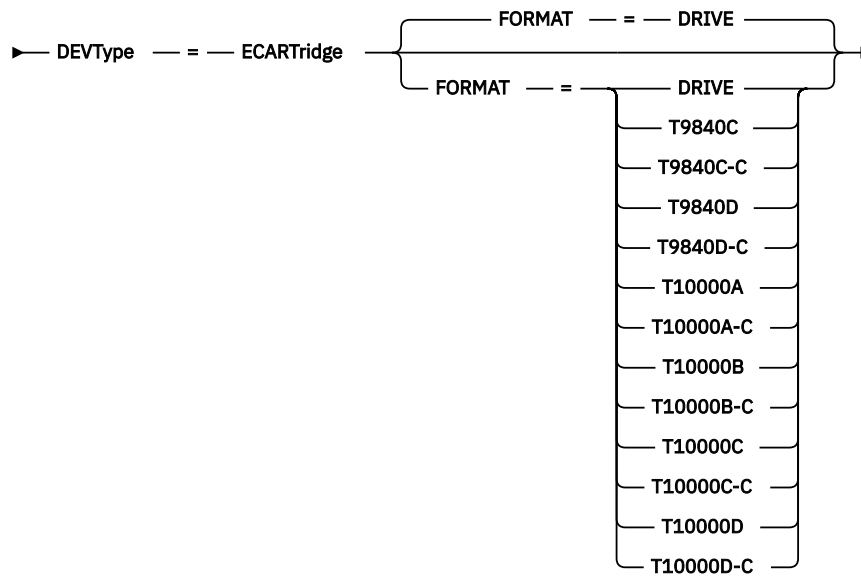 FORMAT = DRIVE
DEVType = ECARTridge
FORMAT = DRIVE
T9840C
T9840C-C
T9840D
T9840D-C
T10000A
T10000A-C
T10000B
T10000B-C
T10000C
T10000C-C
T10000D
T10000D-C